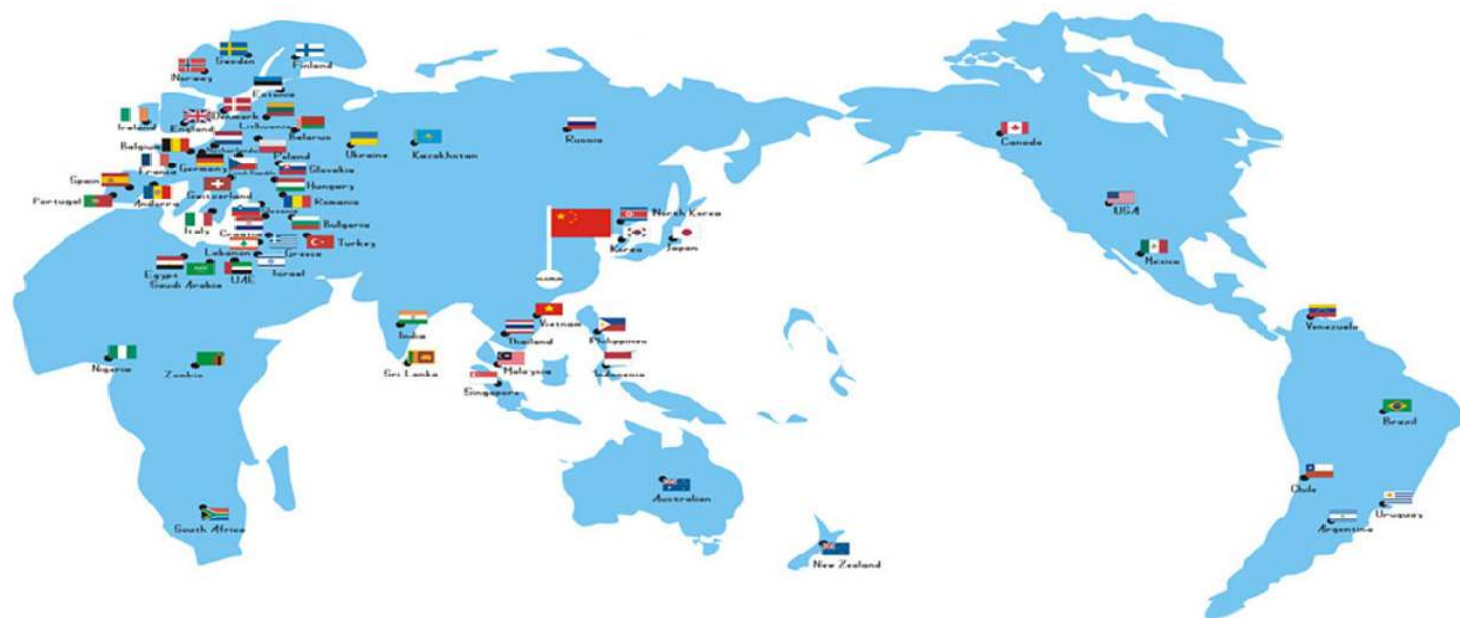 Sweden
Finland
Norway
Estonia
Denmark
Ireland
England
Lithuania
Belarus
Belgium
Netherlands
Poland
Ukraine
Kazakhstan
Russia
Canada
France
Germany
Slovakia
Spain
Switzerland
Hungary
Portugal
Andorra
Romania
USA
Italy
Croatia
Bulgaria
North Korea
Korea
Japan
Turkey
Lebanon
Greece
Mexico
Egypt
Israel
Saudi Arabia
UAE
India
Vietnam
Thailand
Philippines
Venezuela
Nigeria
Zambia
Sri Lanka
Malaysia
Indonesia
Singapore
Brazil
Australian
Chile
South Africa
Uruguay
Argentina
New Zealand